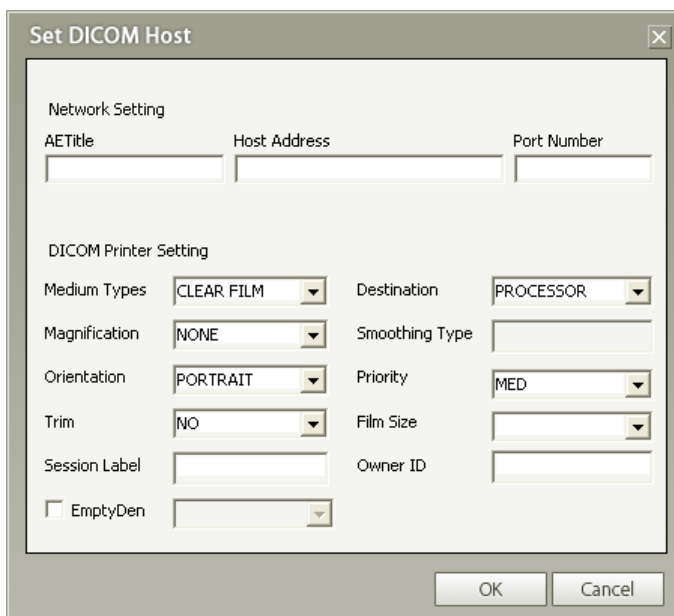 Set DICOM Host
Network Setting
AETitle Host Address Port Number
DICOM Printer Setting
Medium Types CLEAR FILM Destination PROCESSOR
Magnification NONE Smoothing Type
Orientation PORTRAIT Priority MED
Trim NO Film Size
Session Label Owner ID
EmptyDen
OK Cancel